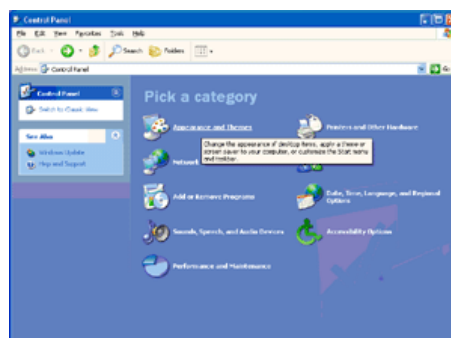 Control Panel
File Edit View Favorites Tools Help
Back Search Folders
Address Control Panel Go
Control Panel
Switch to Classic View
See Also
Windows Update
Help and Support
Pick a category
Appearance and Themes
Printers and Other Hardware
Change the appearance of desktop items, apply a theme or
screen saver to your computer, or customize the Start menu
and taskbar.
Network
Add or Remove Programs
Date, Time, Language, and Regional
Options
Sounds, Speech, and Audio Devices
Accessibility Options
Performance and Maintenance